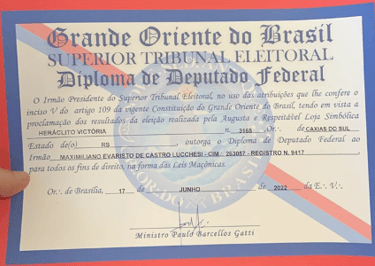 Grande Oriente do Brasil
SUPERIOR TRIBUNAL ELEITORAL
Diploma de Deputado Federal
O Irmão Presidente do Superior Tribunal Eleitoral, no uso das atribuições que lhe confere o
inciso V do artigo 109 da vigente Constituição do Grande Oriente do Brasil, tendo em vista a
proclamação dos resultados da eleição realizada pela Augusta e Respeitável Loja Simbólica
HERÁCLITO VICTÓRIA n. 3165 Or.·. de CAXIAS DO SUL
Estado de(o) RS, outorga o Diploma de Deputado Federal ao
Irmão MAXIMILIANO EVARISTO DE CASTRO LUCCHESI - CIM - 263087 - REGISTRO N. 9417,
para todos os fins de direito, na forma das Leis Maçônicas.
Or.·. de Brasília, 17 de JUNHO de 2022 da E.·. V.·.
Ministro Paulo Barcellos Gatti